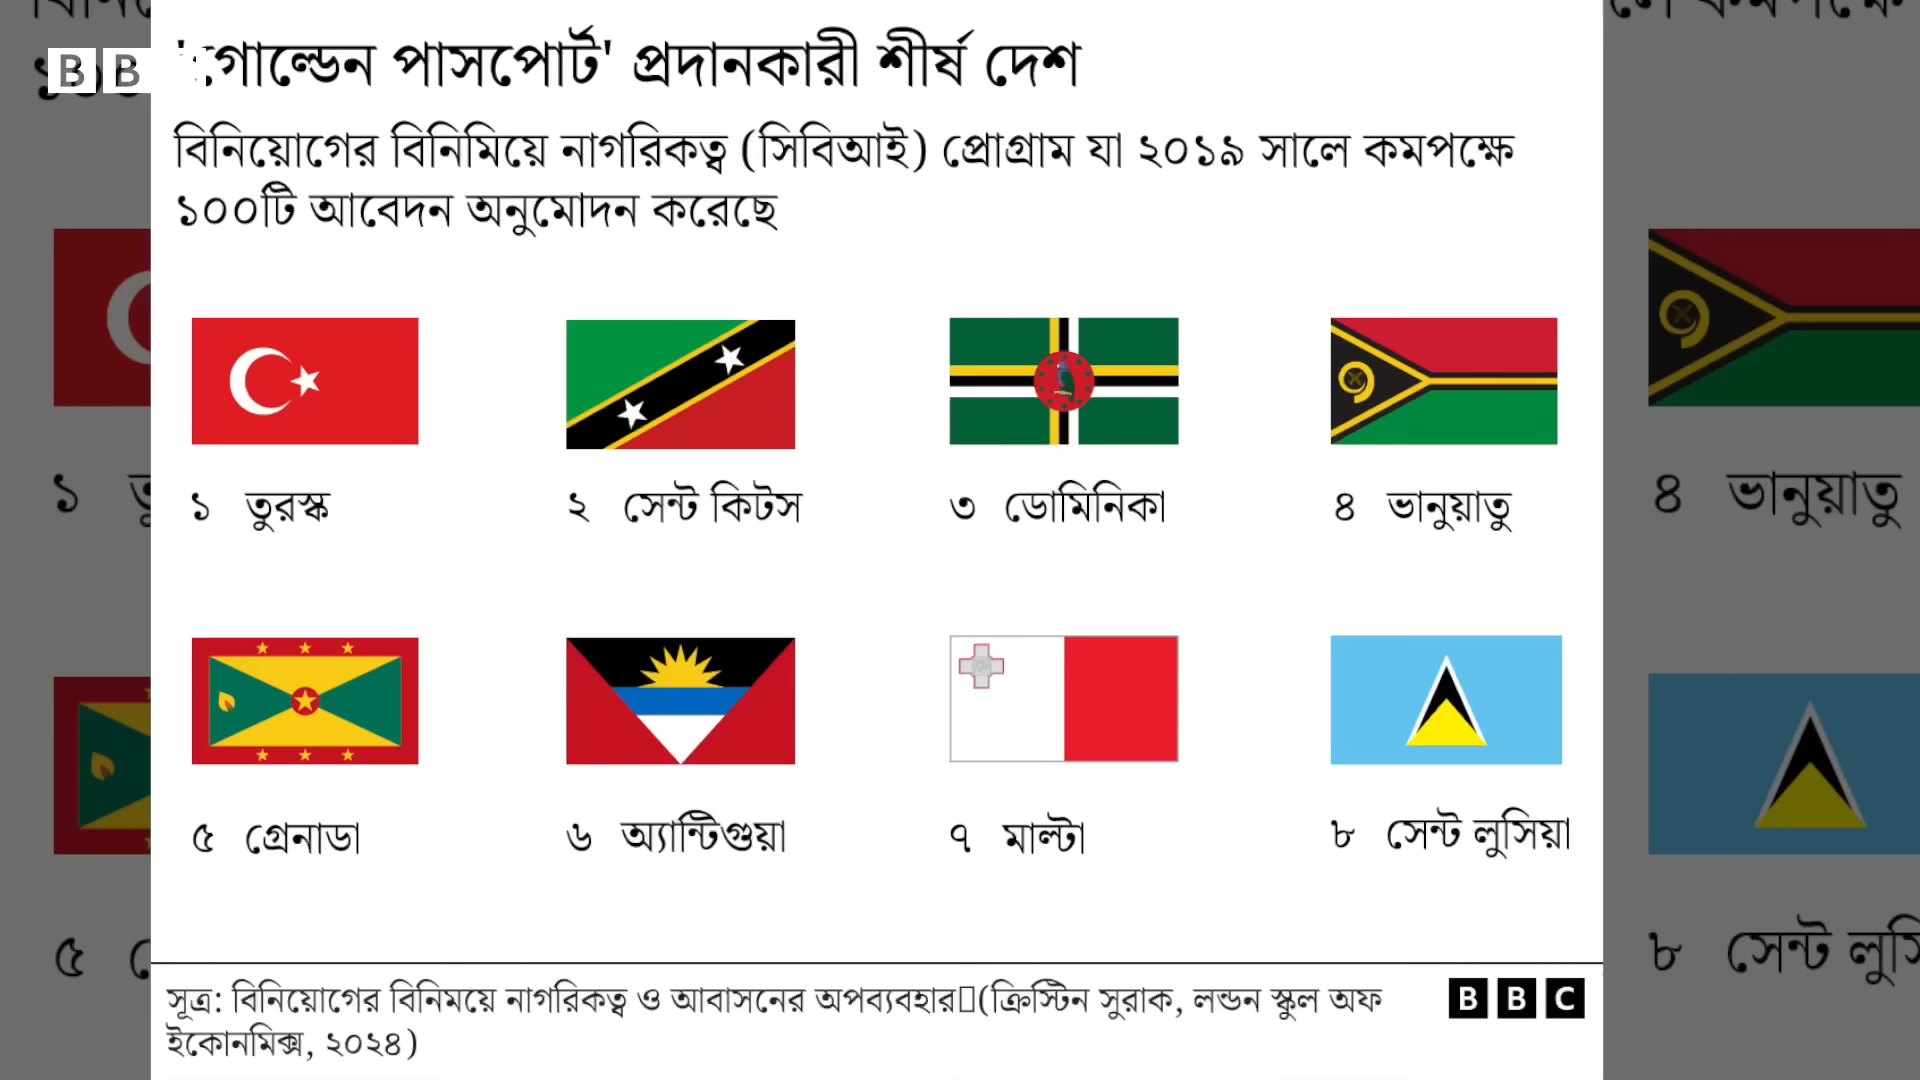 BBC
'গোল্ডেন পাসপোর্ট' প্রদানকারী শীর্ষ দেশ
বিনিয়োগের বিনিমিয়ে নাগরিকত্ব (সিবিআই) প্রোগ্রাম যা ২০১৯ সালে কমপক্ষে
১০০টি আবেদন অনুমোদন করেছে
১ তুরস্ক
২ সেন্ট কিটস
৩ ডোমিনিকা
৪ ভানুয়াতু
৫ গ্রেনাডা
৬ অ্যান্টিগুয়া
৭ মাল্টা
৮ সেন্ট লুসিয়া
সূত্র: বিনিয়োগের বিনিময়ে নাগরিকত্ব ও আবাসনের অপব্যবহার (ক্রিস্টিন সুরাক, লন্ডন স্কুল অফ
ইকোনমিক্স, ২০২৪)
BBC